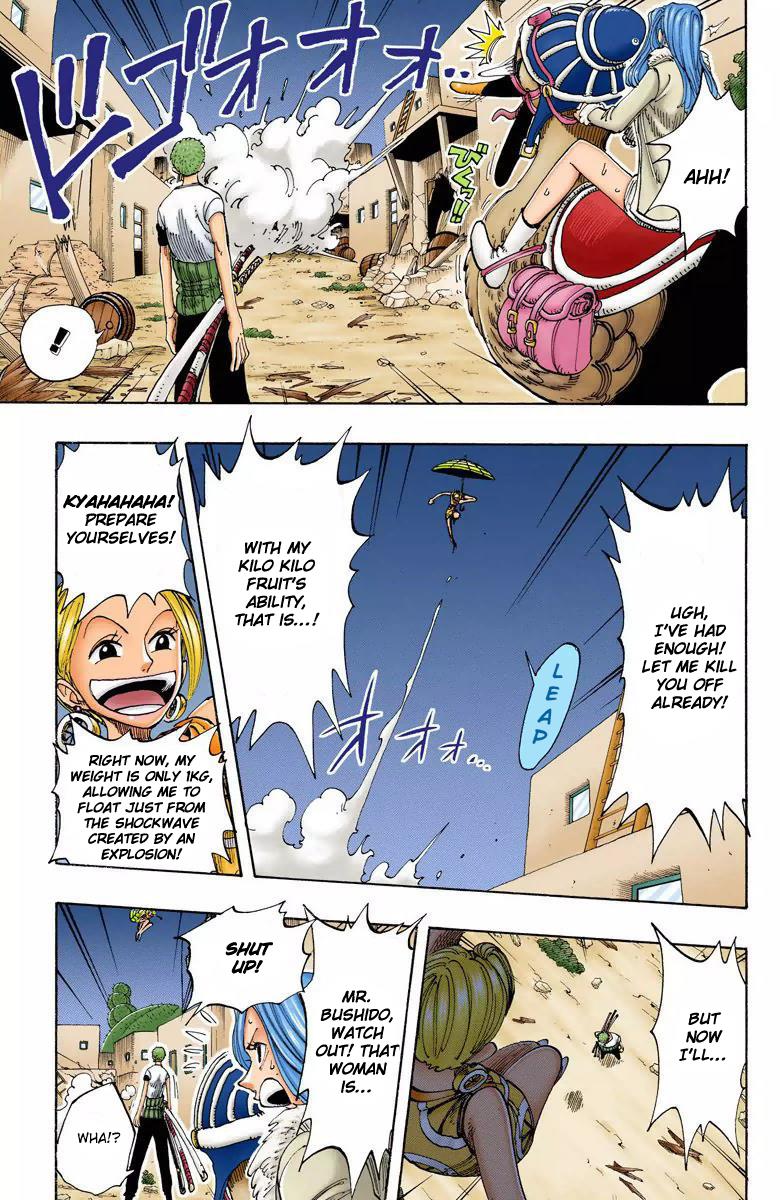 ドゴオオオ..
AHH!
びくっ!!
!
UGH,
I'VE HAD
ENOUGH!
LET ME KILL
YOU OFF
ALREADY!
LEAP
オオオ...
WITH MY
KILO KILO
FRUIT'S
ABILITY,
THAT IS...!
KYAHAHAHA!
PREPARE
YOURSELVES!
RIGHT NOW, MY
WEIGHT IS ONLY 1KG,
ALLOWING ME TO
FLOAT JUST FROM
THE SHOCKWAVE
CREATED BY AN
EXPLOSION!
BUT
NOW
I'LL...
MR.
BUSHIDO,
WATCH
OUT! THAT
WOMAN
IS...
SHUT
UP!
WHA!?